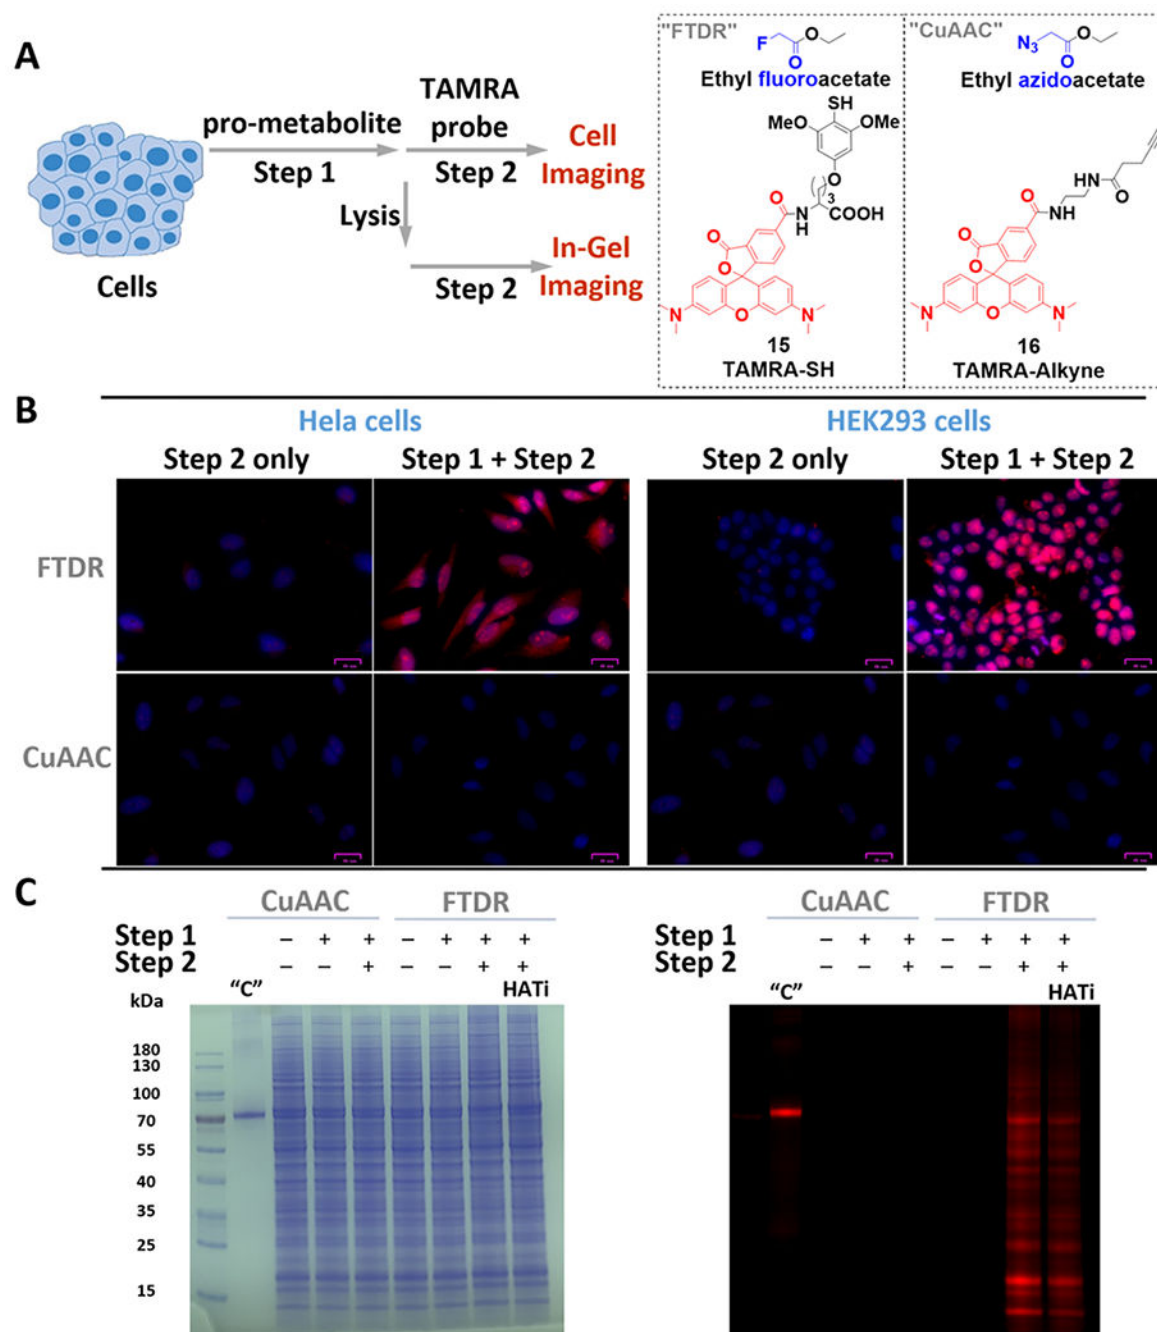 A
pro-metabolite
Step 1
TAMRA
probe
Step 2
Cell
Imaging
Lysis
Step 2
In-Gel
Imaging
Cells
"FTDR"
F
O
O
Ethyl fluoroacetate
SH
MeO
OMe
O
3
O
N
H
COOH
O
O
N
O
N
15
TAMRA-SH
"CuAAC"
N3
O
O
Ethyl azidoacetate
H
N
O
O
N
H
O
O
N
O
N
16
TAMRA-Alkyne
B
Hela cells
HEK293 cells
Step 2 only
Step 1 + Step 2
Step 2 only
Step 1 + Step 2
FTDR
CuAAC
C
CuAAC
FTDR
Step 1 – + + – + + +
Step 2 – – + – – + +
"C"
HATi
kDa
180
130
100
70
55
40
35
25
15
CuAAC
FTDR
Step 1 – + + – + + +
Step 2 – – + – – + +
"C"
HATi